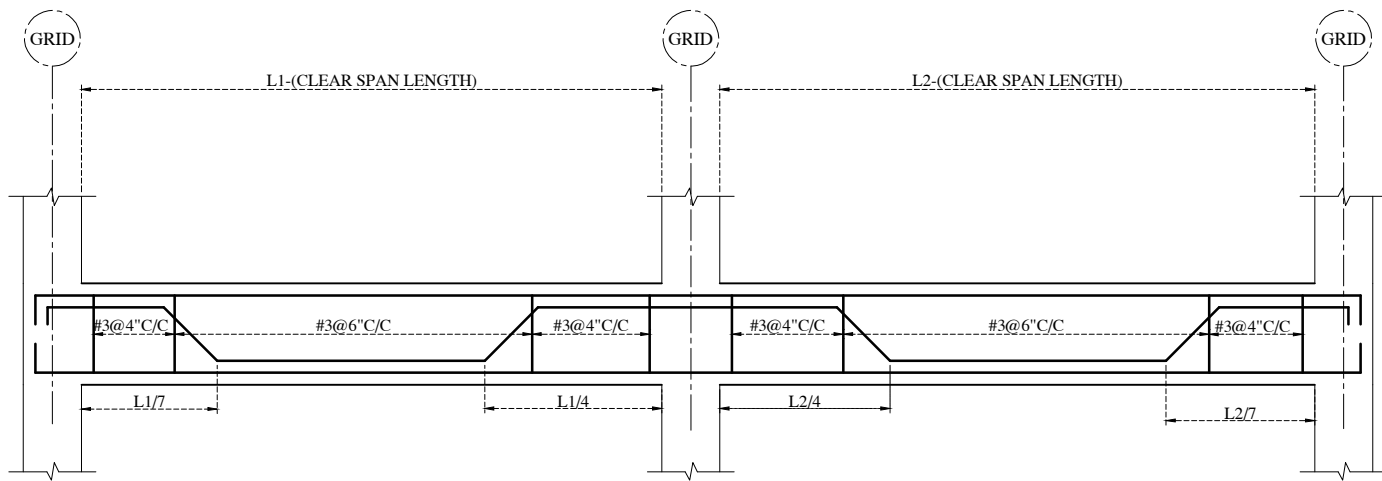 GRID
GRID
GRID
L1-(CLEAR SPAN LENGTH)
L2-(CLEAR SPAN LENGTH)
#3@4"C/C
#3@6"C/C
#3@4"C/C
#3@4"C/C
#3@6"C/C
#3@4"C/C
L1/7
L1/4
L2/4
L2/7